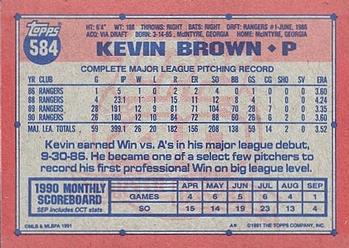 Topps
584
HT: 6'4" WT: 188 THROWS: RIGHT BATS: RIGHT DRFT: RANGERS #1-JUNE, 1986
ACQ: VIA DRAFT BORN: 3-14-65, McINTYRE, GEORGIA HOME: McINTYRE, GEORGIA
KEVIN BROWN • P
COMPLETE MAJOR LEAGUE PITCHING RECORD
YR CLUB G IP W L R ER SO BB GS CG SHO SV ERA
86 RANGERS 1 5 1 0 2 2 4 0 1 0 0 0 3.60
88 RANGERS 4 23.1 1 1 15 11 12 8 4 1 0 0 4.24
89 RANGERS 28 191 12 9 81 71 104 70 28 7 0 0 3.35
90 RANGERS 26 180 12 10 84 72 88 60 26 6 2 0 3.60
MAJ. LEA. TOTALS 59 399.1 26 20 182 156 208 138 59 14 2 0 3.52
Kevin earned Win vs. A's in his major league debut,
9-30-86. He became one of a select few pitchers to
record his first professional Win on big league level.
1990 MONTHLY
SCOREBOARD
SEP includes OCT stats
APR MAY JUN JUL AUG SEP
GAMES 4 6 5 6 4 1
SO 15 19 14 23 13 4
©MLB & MLBPA 1991
A*
©1991 THE TOPPS COMPANY, INC.